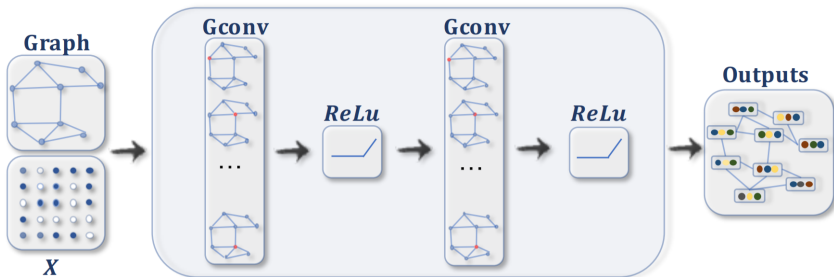 Graph
X
Gconv
...
ReLu
Gconv
...
ReLu
Outputs